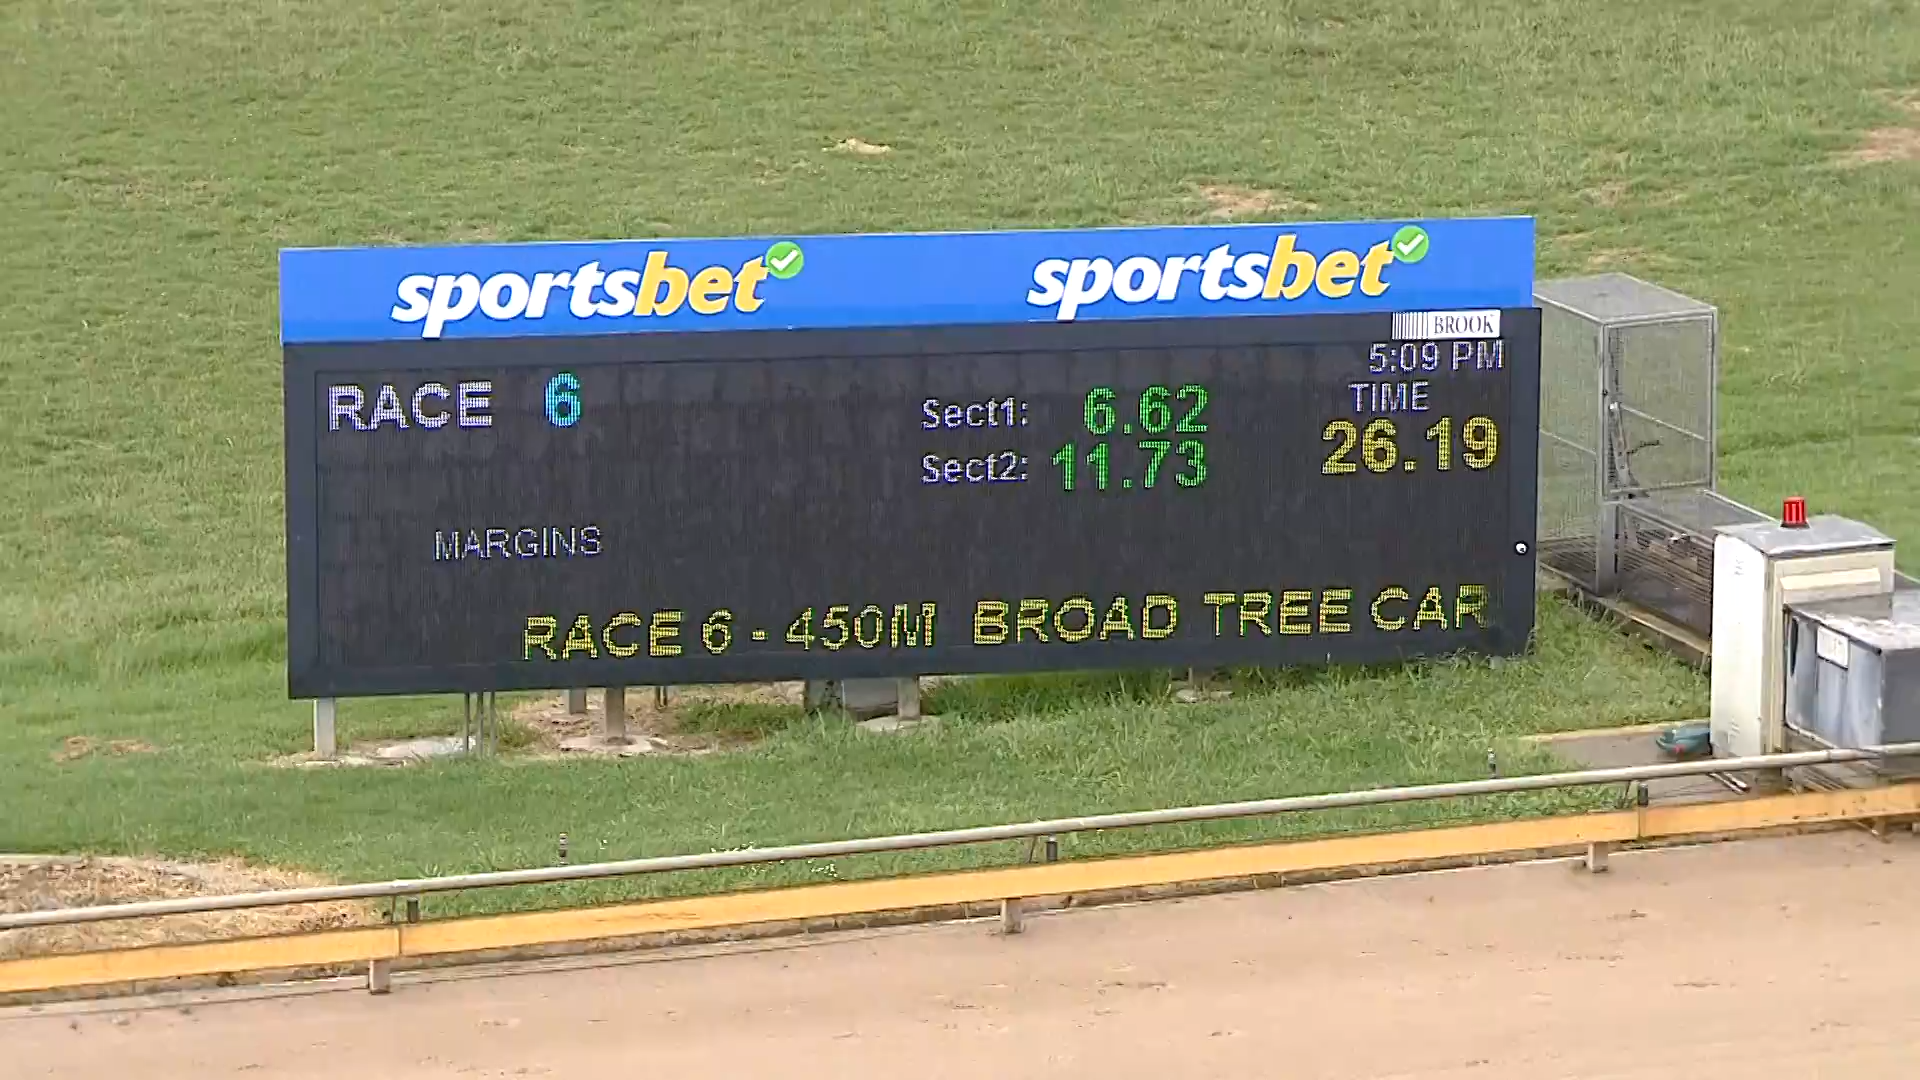 sportsbet sportsbet
BROOK
5:09 PM
RACE 6
Sect1: 6.62
TIME
26.19
Sect2: 11.73
MARGINS
RACE 6 - 450M BROAD TREE CAR